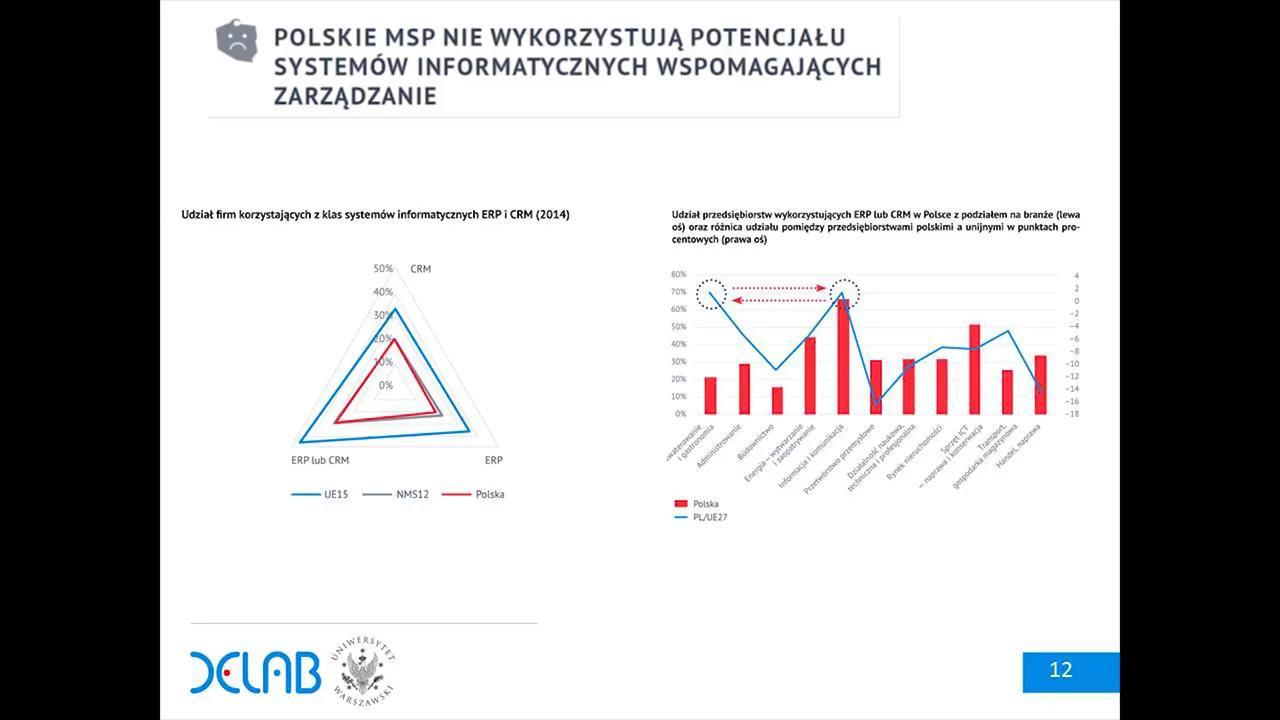 POLSKIE MSP NIE WYKORZYSTUJĄ POTENCJAŁU
SYSTEMÓW INFORMATYCZNYCH WSPOMAGAJĄCYCH
ZARZĄDZANIE
Udział firm korzystających z klas systemów informatycznych ERP i CRM (2014)
50%
CRM
40%
30%
20%
10%
0%
ERP lub CRM
ERP
UE15
NMS12
Polska
Udział przedsiębiorstw wykorzystujących ERP lub CRM w Polsce z podziałem na branże (lewa
oś) oraz różnica udziału pomiędzy przedsiębiorstwami polskimi a unijnymi w punktach pro-
centowych (prawa oś)
80%
70%
60%
50%
40%
30%
20%
10%
0%
4
2
0
−2
−4
−6
−8
−10
−12
−14
−16
−18
i gastronomia
Administrowanie
Budownictwo
Energia – wytwarzanie
i zaopatrywanie
Informacja i komunikacja
Przetwórstwo przemysłowe
Działalność naukowa,
techniczna i profesjonalna
Rynek nieruchomości
Sprzęt ICT
– naprawa i konserwacja
Transport,
gospodarka magazynowa
Handel, naprawa
Polska
PL/UE27
DELAB
UNIWERSYTET
WARSZAWSKI
12